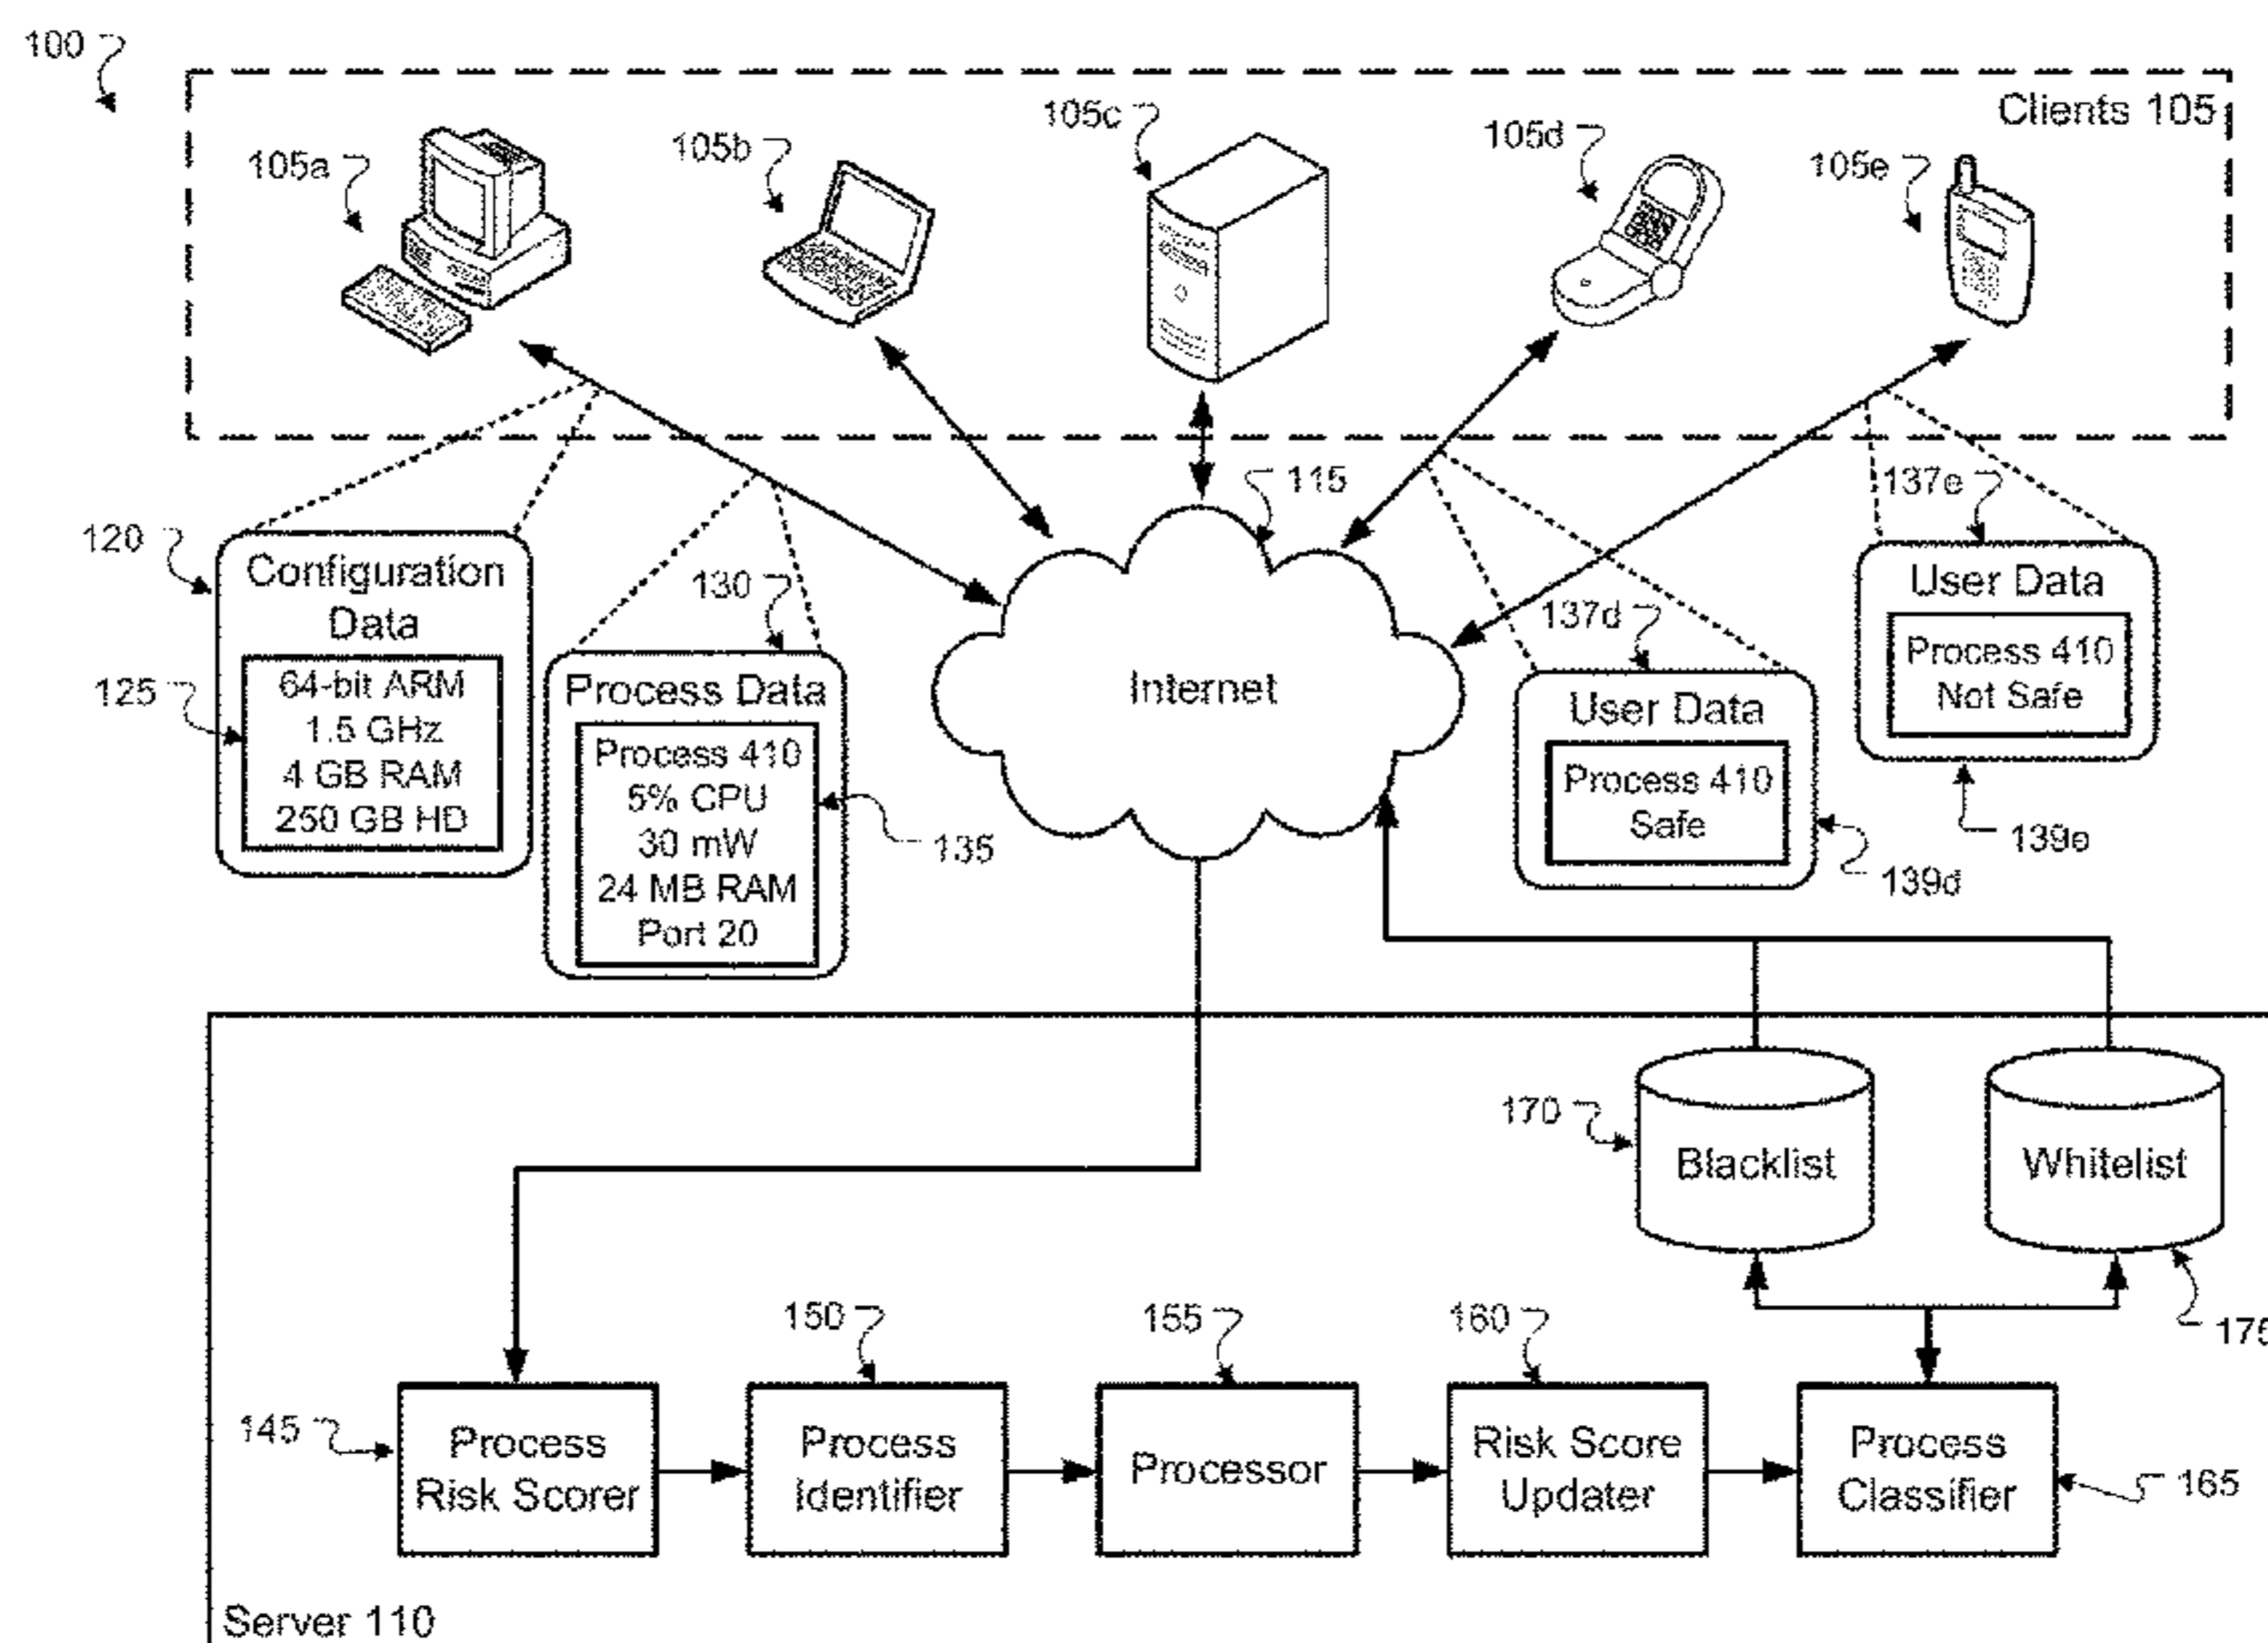 100
Clients 105
105a
105b
105c
105d
105e
115
120
Configuration
Data
125
64-bit ARM
1.5 GHz
4 GB RAM
250 GB HD
130
Process Data
Process 410
5% CPU
30 mW
24 MB RAM
Port 20
135
Internet
137d
User Data
Process 410
Safe
139d
137e
User Data
Process 410
Not Safe
139e
170
Blacklist
Whitelist
175
145
Process
Risk Scorer
150
Process
Identifier
155
Processor
160
Risk Score
Updater
Process
Classifier
165
Server 110